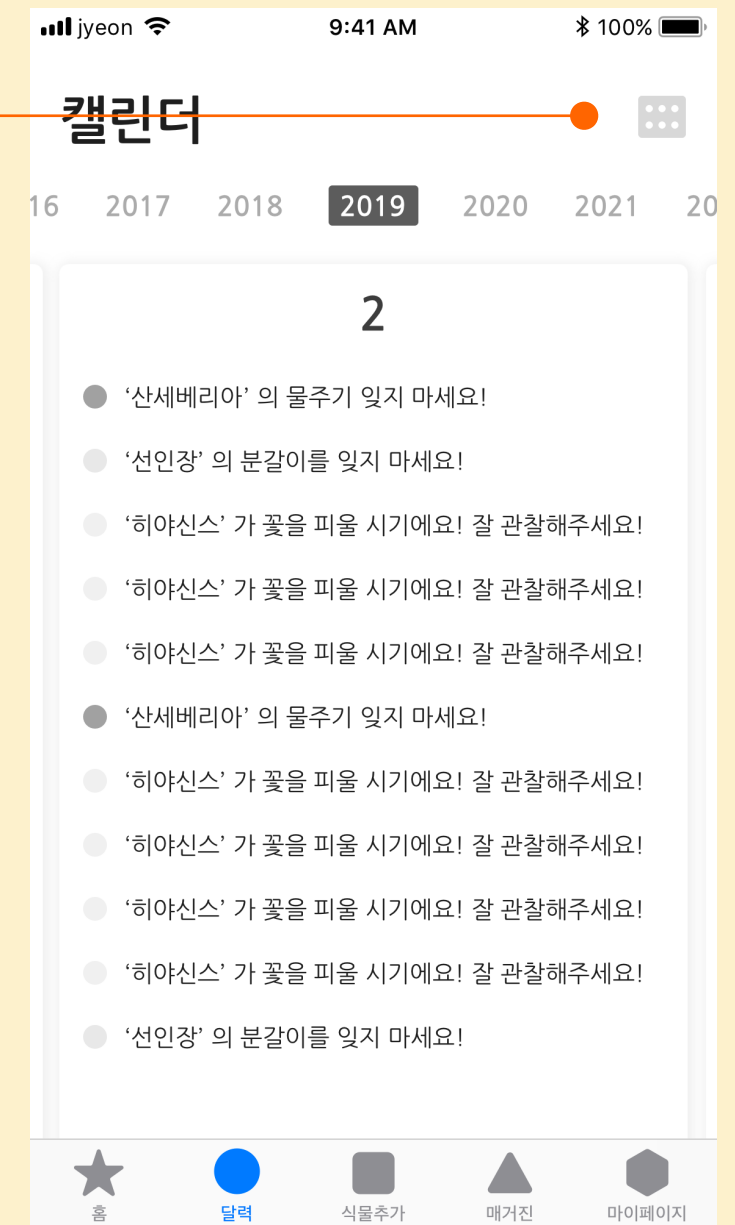 jyeon 9:41 AM 100%
캘린더
16 2017 2018 2019 2020 2021 20
2
‘산세베리아’ 의 물주기 잊지 마세요!
‘선인장’ 의 분갈이를 잊지 마세요!
‘히야신스’ 가 꽃을 피울 시기에요! 잘 관찰해주세요!
‘히야신스’ 가 꽃을 피울 시기에요! 잘 관찰해주세요!
‘히야신스’ 가 꽃을 피울 시기에요! 잘 관찰해주세요!
‘산세베리아’ 의 물주기 잊지 마세요!
‘히야신스’ 가 꽃을 피울 시기에요! 잘 관찰해주세요!
‘히야신스’ 가 꽃을 피울 시기에요! 잘 관찰해주세요!
‘히야신스’ 가 꽃을 피울 시기에요! 잘 관찰해주세요!
‘히야신스’ 가 꽃을 피울 시기에요! 잘 관찰해주세요!
‘선인장’ 의 분갈이를 잊지 마세요!
홈 달력 식물추가 매거진 마이페이지